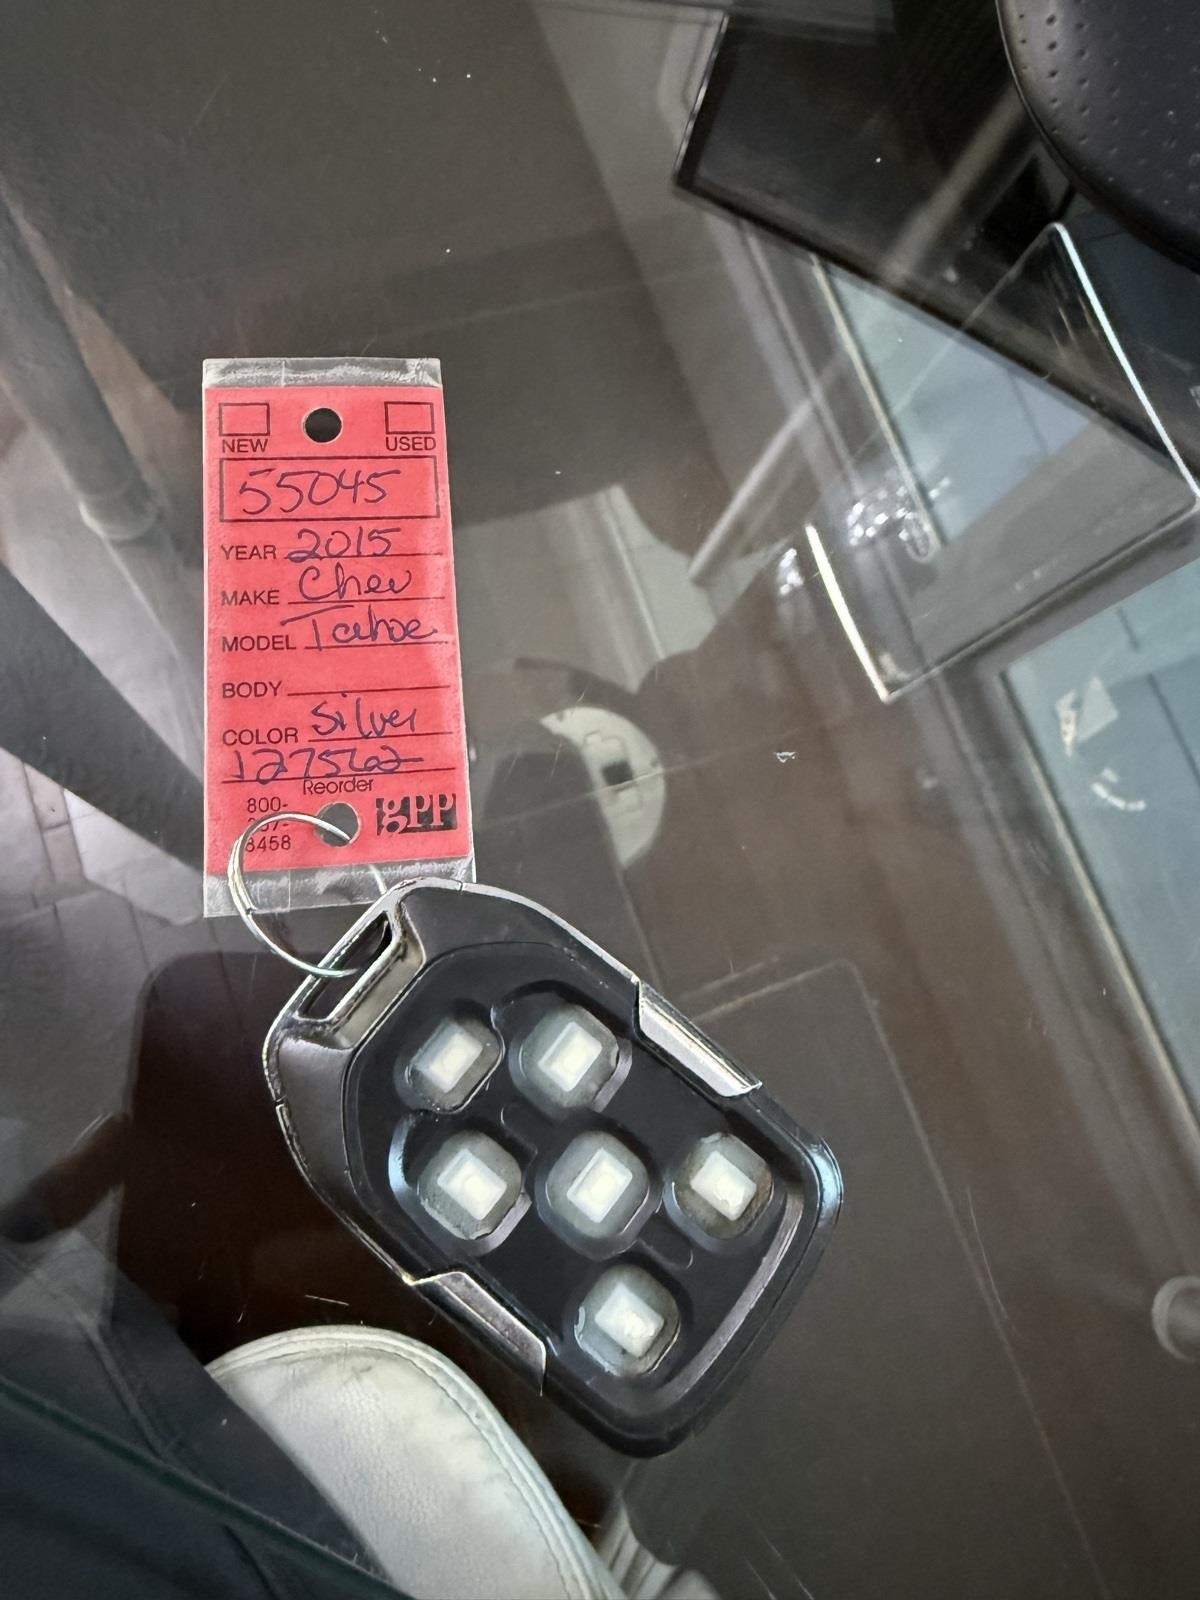 NEW USED
55045
YEAR 2015
MAKE Chev
MODEL Tahoe
BODY
COLOR Silver
127562
Reorder
800-
8458
gpp